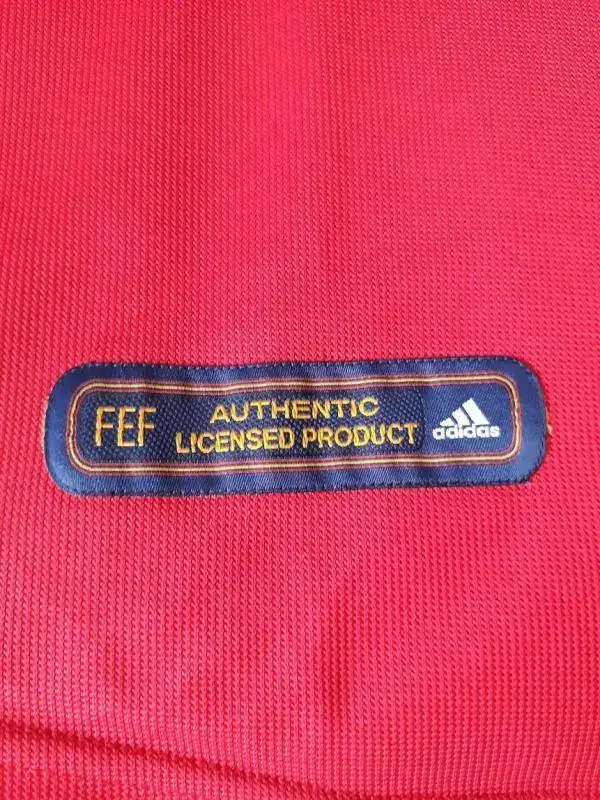 FEF
AUTHENTIC
LICENSED PRODUCT
adidas